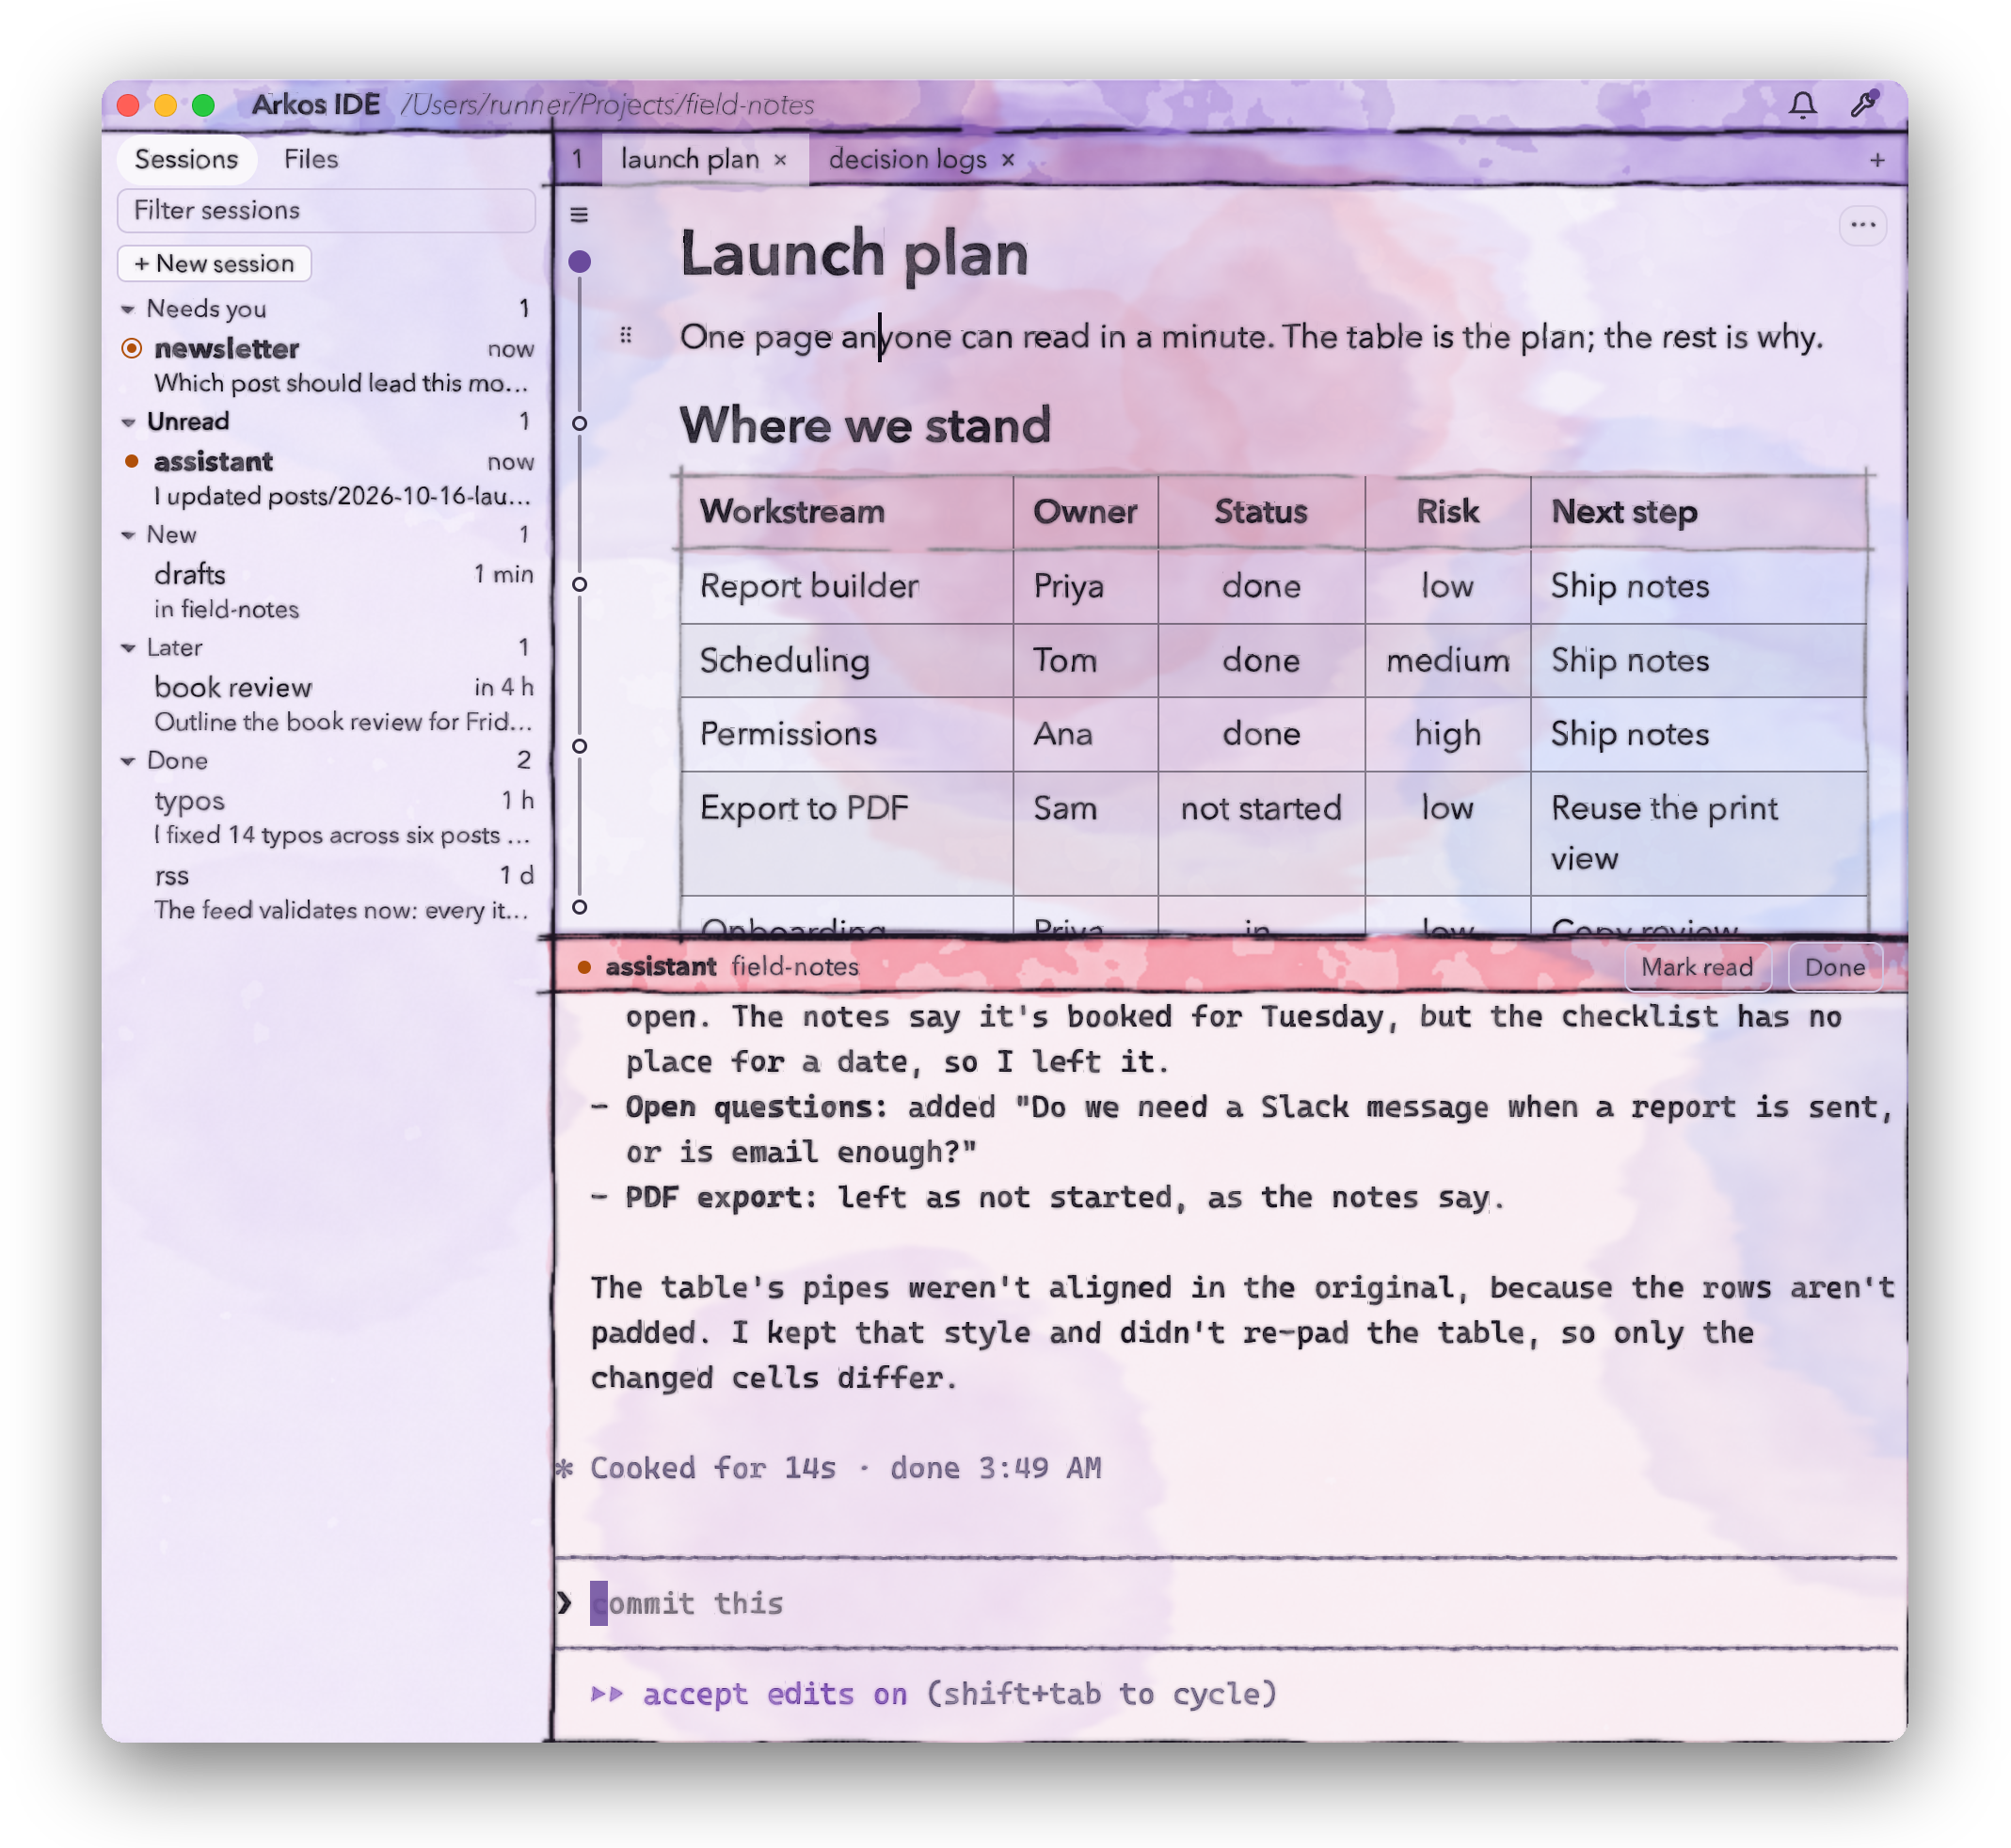 Arkos IDE /Users/runner/Projects/field-notes
Sessions Files
Filter sessions
+ New session
Needs you 1
newsletter now
Which post should lead this mo…
Unread 1
assistant now
I updated posts/2026-10-16-lau…
New 1
drafts 1 min
in field-notes
Later 1
book review in 4 h
Outline the book review for Frid…
Done 2
typos 1 h
I fixed 14 typos across six posts …
rss 1 d
The feed validates now: every it…
1 launch plan × decision logs × +
Launch plan
One page anyone can read in a minute. The table is the plan; the rest is why.
Where we stand
Workstream Owner Status Risk Next step
Report builder Priya done low Ship notes
Scheduling Tom done medium Ship notes
Permissions Ana done high Ship notes
Export to PDF Sam not started low Reuse the print
view
Onboarding Priya in low Copy review
assistant field-notes Mark read Done
open. The notes say it's booked for Tuesday, but the checklist has no
place for a date, so I left it.
- Open questions: added "Do we need a Slack message when a report is sent,
or is email enough?"
- PDF export: left as not started, as the notes say.
The table's pipes weren't aligned in the original, because the rows aren't
padded. I kept that style and didn't re-pad the table, so only the
changed cells differ.
✻ Cooked for 14s · done 3:49 AM
❯ commit this
▸▸ accept edits on (shift+tab to cycle)